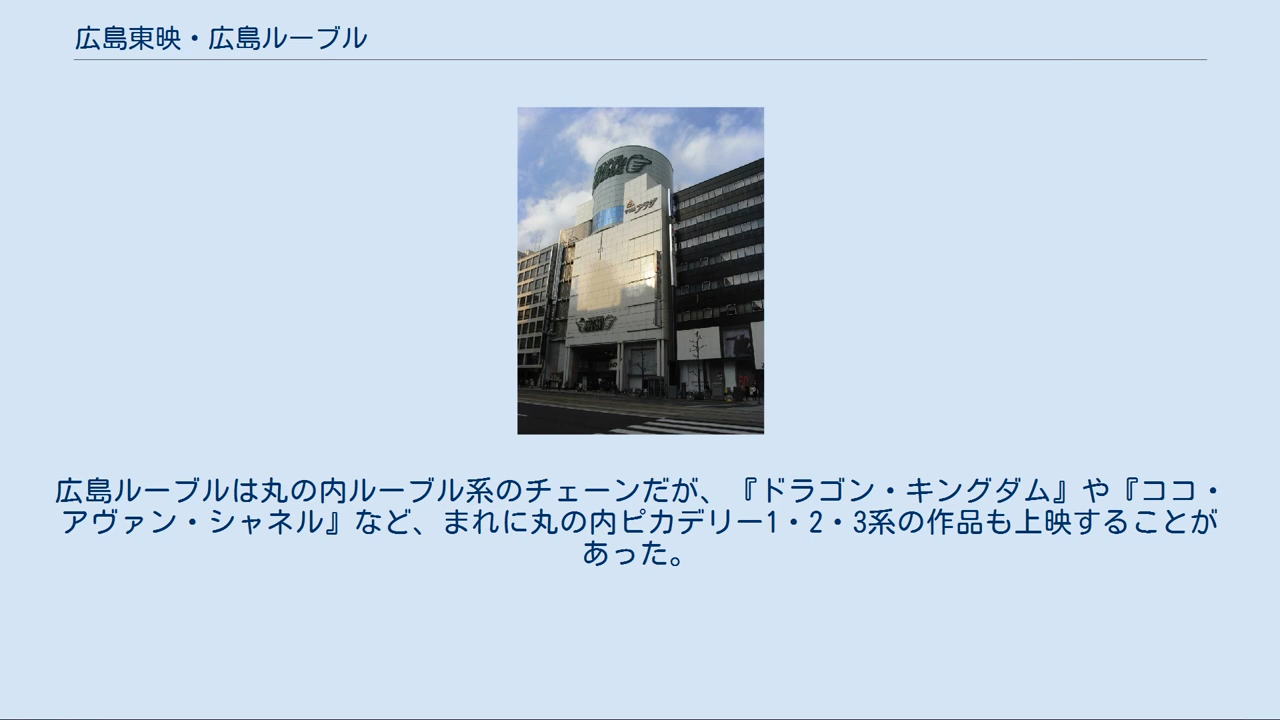 広島東映・広島ルーブル
プラザ
広島ルーブルは丸の内ルーブル系のチェーンだが、『ドラゴン・キングダム』や『ココ・
アヴァン・シャネル』など、まれに丸の内ピカデリー1・2・3系の作品も上映することが
あった。